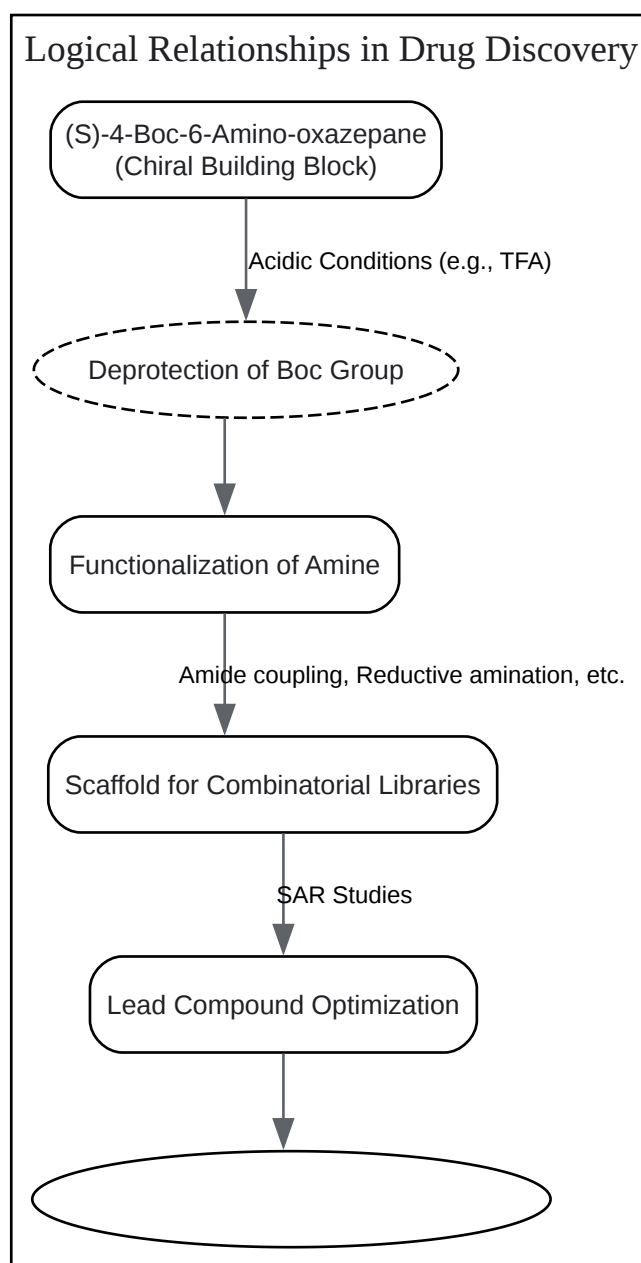 Logical Relationships in Drug Discovery
(S)-4-Boc-6-Amino-oxazepane
(Chiral Building Block)
Acidic Conditions (e.g., TFA)
Deprotection of Boc Group
Functionalization of Amine
Amide coupling, Reductive amination, etc.
Scaffold for Combinatorial Libraries
SAR Studies
Lead Compound Optimization